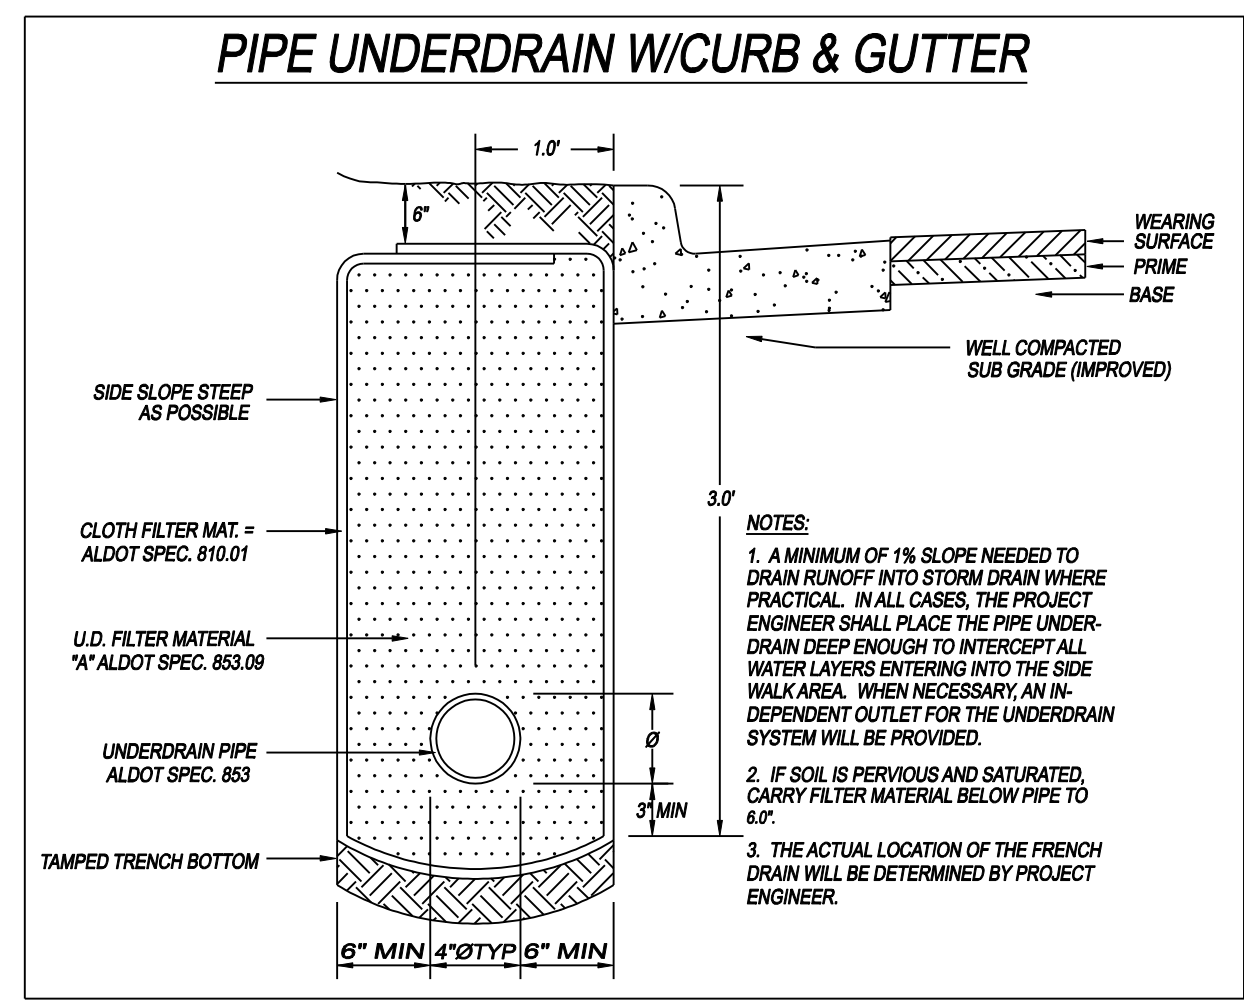 PIPE UNDERDRAIN W/CURB & GUTTER
1.0'
6"
WEARING
SURFACE
PRIME
BASE
WELL COMPACTED
SUB GRADE (IMPROVED)
SIDE SLOPE STEEP
AS POSSIBLE
3.0'
CLOTH FILTER MAT. =
ALDOT SPEC. 810.01
U.D. FILTER MATERIAL
"A" ALDOT SPEC. 853.09
UNDERDRAIN PIPE
ALDOT SPEC. 853
Ø
3" MIN
TAMPED TRENCH BOTTOM
6" MIN
4"ØTYP
6" MIN
NOTES:
1. A MINIMUM OF 1% SLOPE NEEDED TO
DRAIN RUNOFF INTO STORM DRAIN WHERE
PRACTICAL. IN ALL CASES, THE PROJECT
ENGINEER SHALL PLACE THE PIPE UNDER-
DRAIN DEEP ENOUGH TO INTERCEPT ALL
WATER LAYERS ENTERING INTO THE SIDE
WALK AREA. WHEN NECESSARY, AN IN-
DEPENDENT OUTLET FOR THE UNDERDRAIN
SYSTEM WILL BE PROVIDED.
2. IF SOIL IS PERVIOUS AND SATURATED,
CARRY FILTER MATERIAL BELOW PIPE TO
6.0".
3. THE ACTUAL LOCATION OF THE FRENCH
DRAIN WILL BE DETERMINED BY PROJECT
ENGINEER.